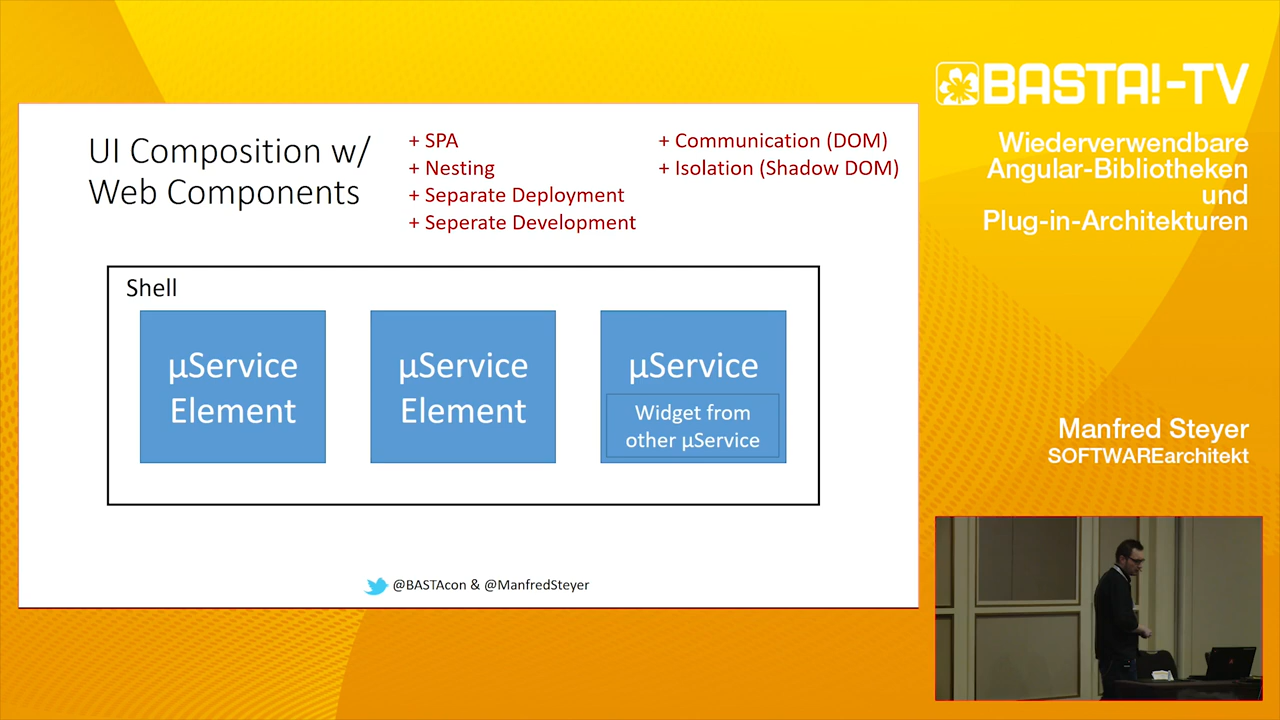 UI Composition w/
Web Components
+ SPA
+ Nesting
+ Separate Deployment
+ Seperate Development
+ Communication (DOM)
+ Isolation (Shadow DOM)
Shell
µService
Element
µService
Element
µService
Widget from
other µService
@BASTAcon & @ManfredSteyer
BASTA!-TV
Wiederverwendbare
Angular-Bibliotheken
und
Plug-in-Architekturen
Manfred Steyer
SOFTWAREarchitekt